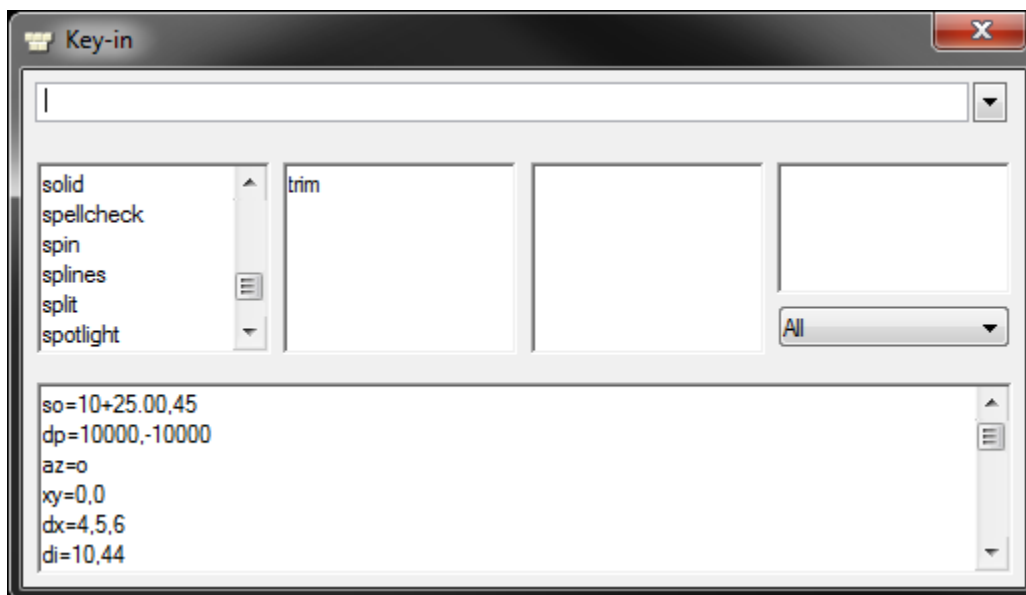 Key-in
solid
spellcheck
spin
splines
split
spotlight
trim
All
so=10+25.00,45
dp=10000,-10000
az=o
xy=0,0
dx=4,5,6
di=10,44